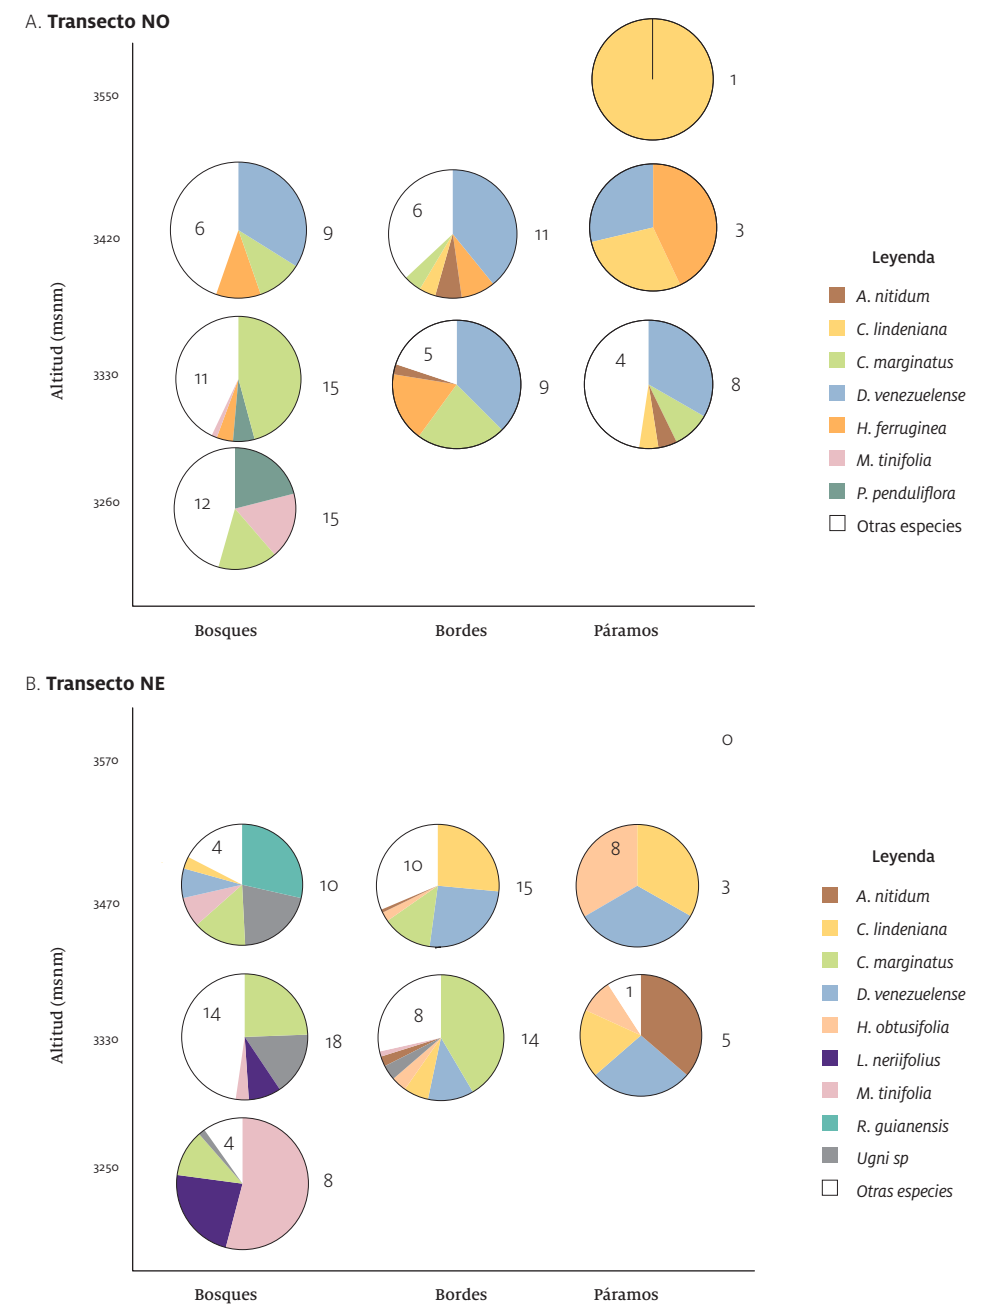 A. Transecto NO
1
3550
6
9
6
11
3
3420
Leyenda
A. nitidum
C. lindeniana
C. marginatus
D. venezuelense
H. ferruginea
M. tinifolia
P. penduliflora
Otras especies
Altitud (msnm)
11
15
5
9
4
8
3330
12
15
3260
Bosques
Bordes
Páramos
B. Transecto NE
0
3570
4
10
10
15
8
3
3470
Leyenda
A. nitidum
C. lindeniana
C. marginatus
D. venezuelense
H. obtusifolia
L. neriifolius
M. tinifolia
R. guianensis
Ugni sp
Otras especies
Altitud (msnm)
14
18
8
14
1
5
3330
4
8
3250
Bosques
Bordes
Páramos